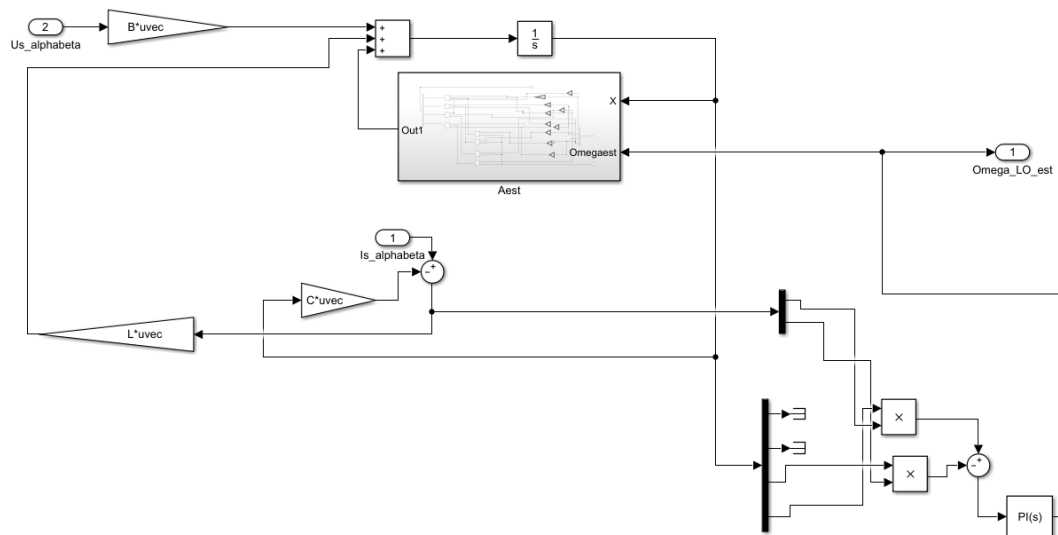 2
Us_alphabeta
B*uvec
+
+
+
1
s
X
Out1
Omegaest
Aest
1
Omega_LO_est
1
Is_alphabeta
+
−
C*uvec
L*uvec
×
×
+
−
PI(s)